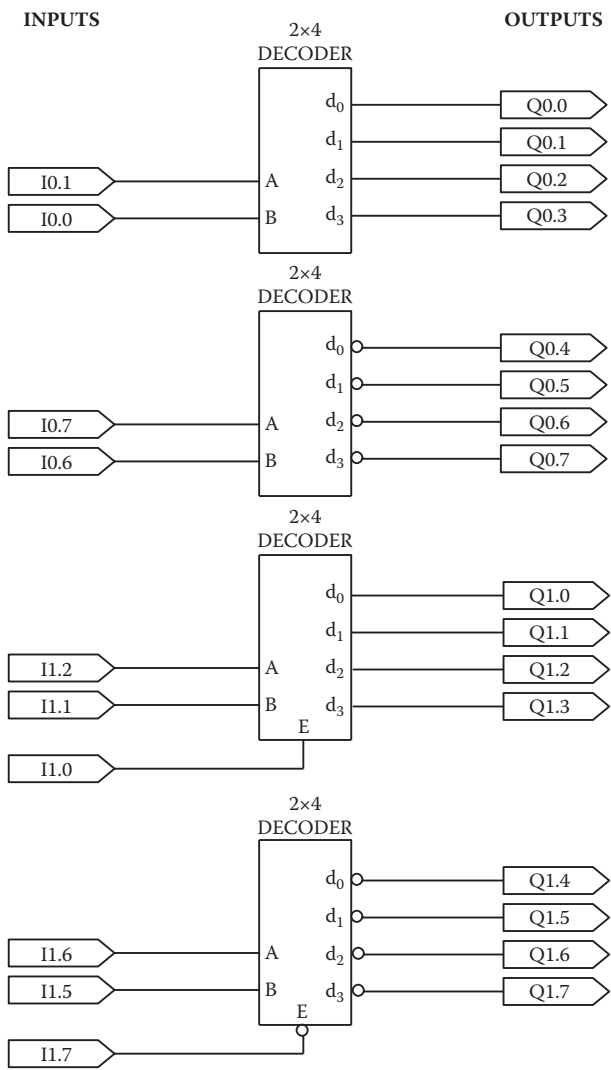 INPUTS
OUTPUTS
2×4
DECODER
d0
Q0.0
d1
Q0.1
I0.1
A
d2
Q0.2
I0.0
B
d3
Q0.3
2×4
DECODER
d0
Q0.4
d1
Q0.5
I0.7
A
d2
Q0.6
I0.6
B
d3
Q0.7
2×4
DECODER
d0
Q1.0
d1
Q1.1
I1.2
A
d2
Q1.2
I1.1
B
d3
Q1.3
E
I1.0
2×4
DECODER
d0
Q1.4
d1
Q1.5
I1.6
A
d2
Q1.6
I1.5
B
d3
Q1.7
E
I1.7